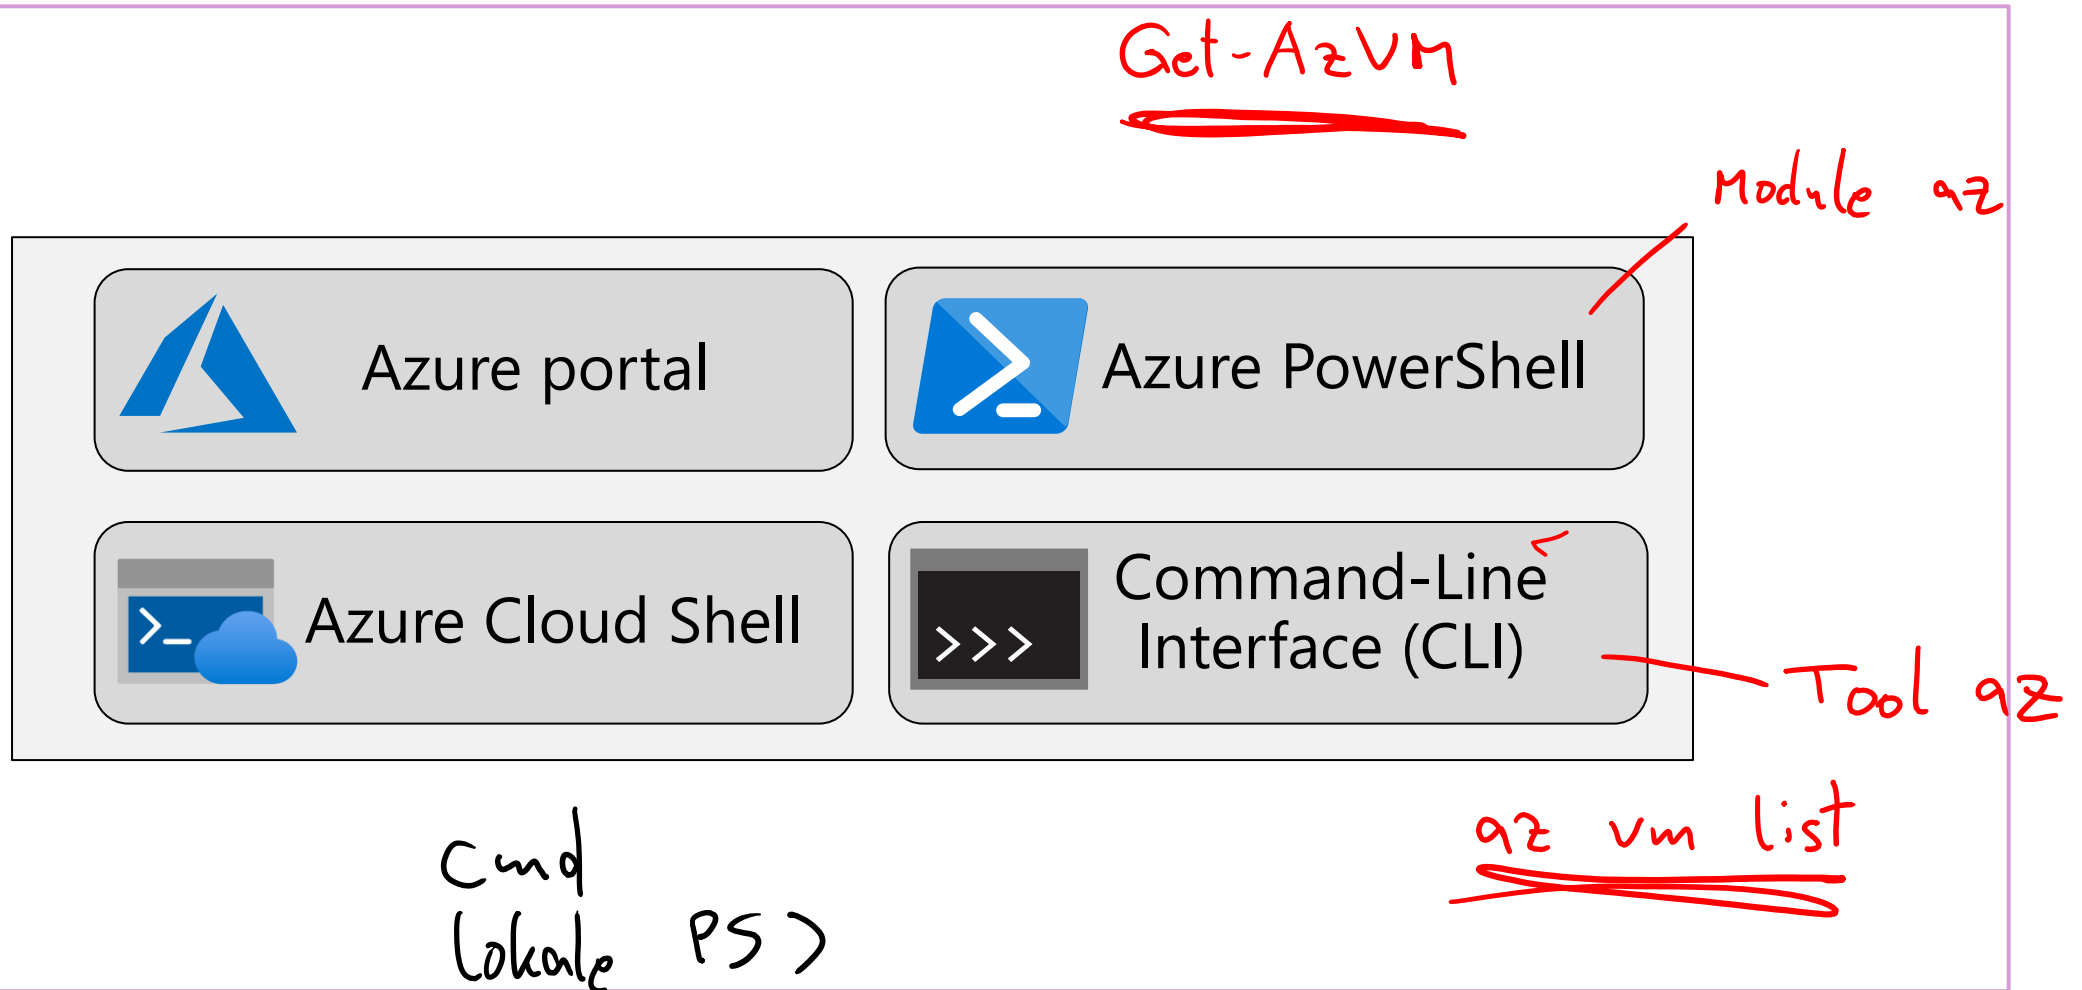 Get-AzVM
Module az
Azure portal
Azure PowerShell
Azure Cloud Shell
>_
Command-Line
Interface (CLI)
>>>
Tool az
az vm list
cmd
lokale PS>